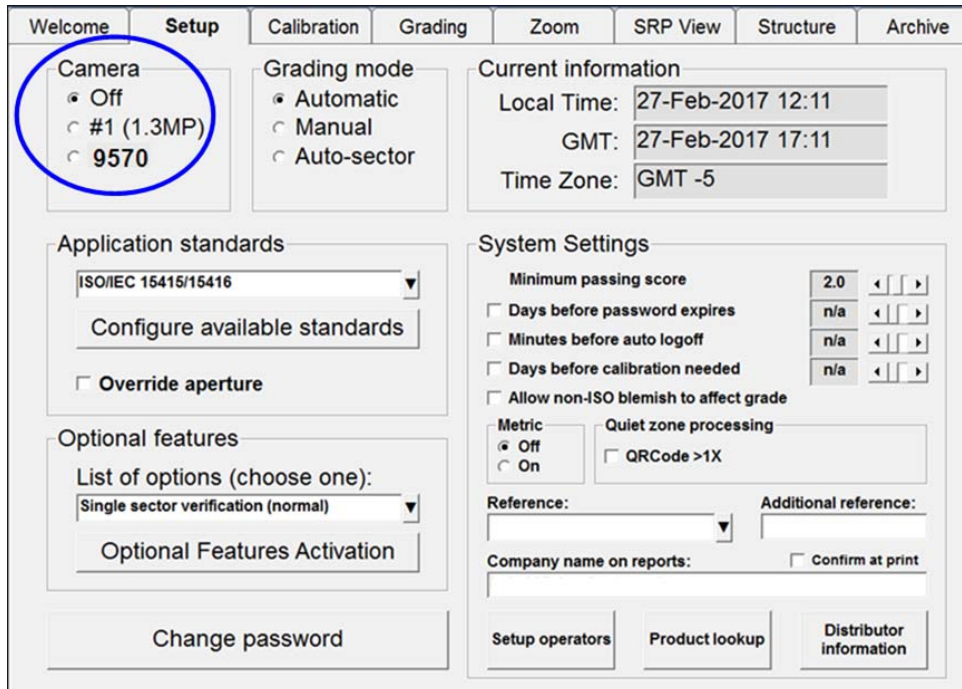 Welcome Setup Calibration Grading Zoom SRP View Structure Archive
Camera
Off
#1 (1.3MP)
9570
Grading mode
Automatic
Manual
Auto-sector
Current information
Local Time: 27-Feb-2017 12:11
GMT: 27-Feb-2017 17:11
Time Zone: GMT -5
Application standards
ISO/IEC 15415/15416
Configure available standards
Override aperture
Optional features
List of options (choose one):
Single sector verification (normal)
Optional Features Activation
Change password
System Settings
Minimum passing score 2.0
Days before password expires n/a
Minutes before auto logoff n/a
Days before calibration needed n/a
Allow non-ISO blemish to affect grade
Metric
Off
On
Quiet zone processing
QRCode >1X
Reference:
Additional reference:
Company name on reports:
Confirm at print
Setup operators
Product lookup
Distributor
information